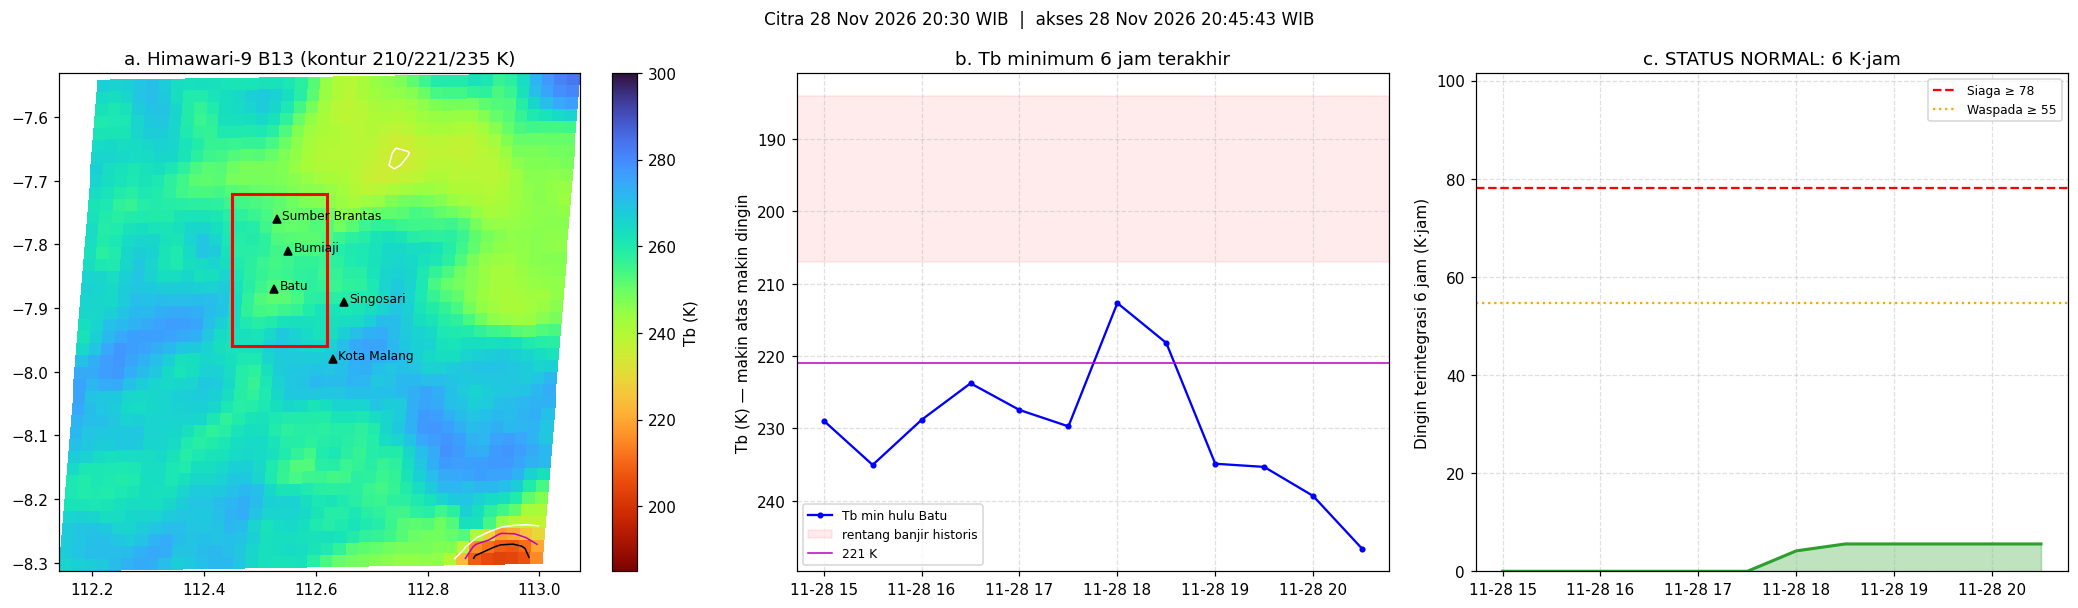 Citra 28 Nov 2026 20:30 WIB  |  akses 28 Nov 2026 20:45:43 WIB
a. Himawari-9 B13 (kontur 210/221/235 K)
−7.6
−7.7
−7.8
−7.9
−8.0
−8.1
−8.2
−8.3
112.2
112.4
112.6
112.8
113.0
Sumber Brantas
Bumiaji
Batu
Singosari
Kota Malang
300
280
260
240
220
200
Tb (K)
b. Tb minimum 6 jam terakhir
Tb (K) — makin atas makin dingin
190
200
210
220
230
240
Tb min hulu Batu
rentang banjir historis
221 K
11-28 15
11-28 16
11-28 17
11-28 18
11-28 19
11-28 20
c. STATUS NORMAL: 6 K·jam
Dingin terintegrasi 6 jam (K·jam)
100
80
60
40
20
0
Siaga ≥ 78
Waspada ≥ 55
11-28 15
11-28 16
11-28 17
11-28 18
11-28 19
11-28 20